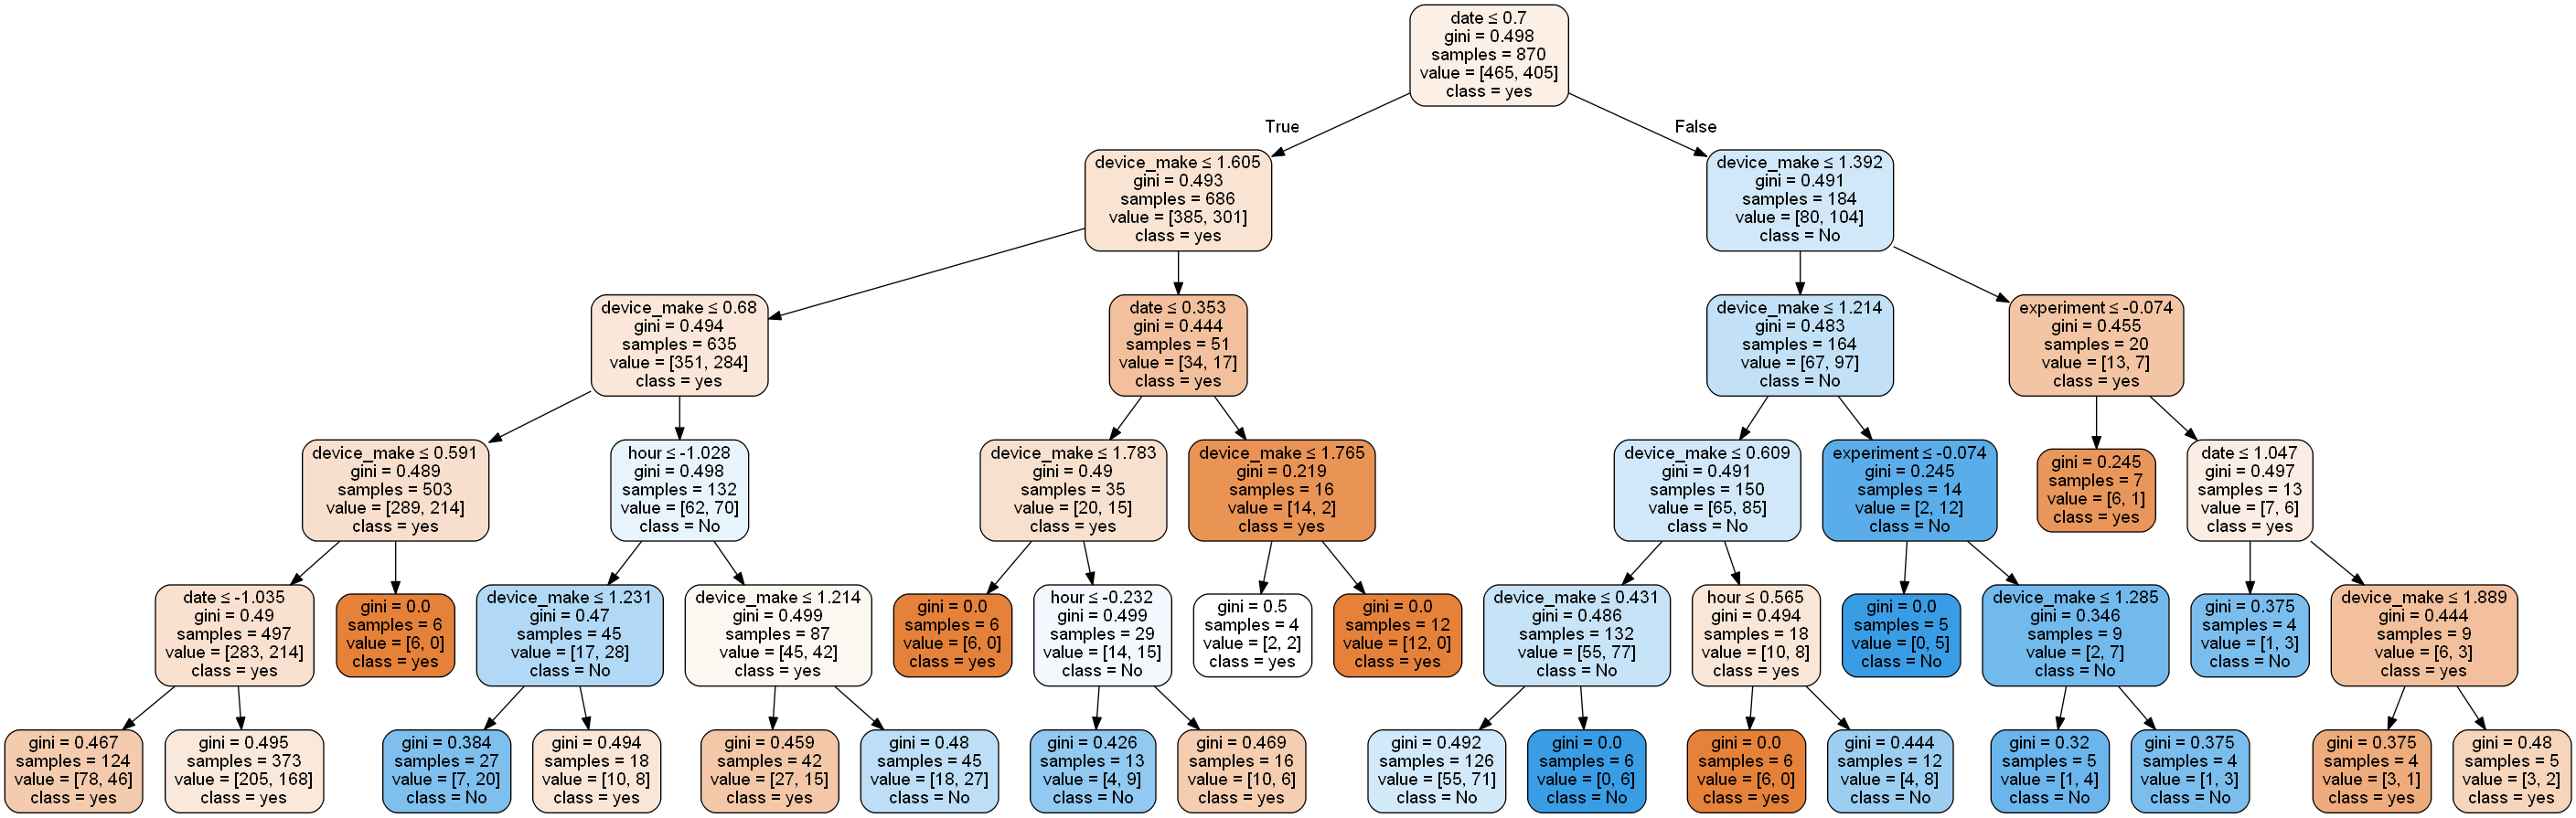 date ≤ 0.7
gini = 0.498
samples = 870
value = [465, 405]
class = yes
True
False
device_make ≤ 1.605
gini = 0.493
samples = 686
value = [385, 301]
class = yes
device_make ≤ 1.392
gini = 0.491
samples = 184
value = [80, 104]
class = No
device_make ≤ 0.68
gini = 0.494
samples = 635
value = [351, 284]
class = yes
date ≤ 0.353
gini = 0.444
samples = 51
value = [34, 17]
class = yes
device_make ≤ 1.214
gini = 0.483
samples = 164
value = [67, 97]
class = No
experiment ≤ -0.074
gini = 0.455
samples = 20
value = [13, 7]
class = yes
device_make ≤ 0.591
gini = 0.489
samples = 503
value = [289, 214]
class = yes
hour ≤ -1.028
gini = 0.498
samples = 132
value = [62, 70]
class = No
device_make ≤ 1.783
gini = 0.49
samples = 35
value = [20, 15]
class = yes
device_make ≤ 1.765
gini = 0.219
samples = 16
value = [14, 2]
class = yes
device_make ≤ 0.609
gini = 0.491
samples = 150
value = [65, 85]
class = No
experiment ≤ -0.074
gini = 0.245
samples = 14
value = [2, 12]
class = No
gini = 0.245
samples = 7
value = [6, 1]
class = yes
date ≤ 1.047
gini = 0.497
samples = 13
value = [7, 6]
class = yes
date ≤ -1.035
gini = 0.49
samples = 497
value = [283, 214]
class = yes
gini = 0.0
samples = 6
value = [6, 0]
class = yes
device_make ≤ 1.231
gini = 0.47
samples = 45
value = [17, 28]
class = No
device_make ≤ 1.214
gini = 0.499
samples = 87
value = [45, 42]
class = yes
gini = 0.0
samples = 6
value = [6, 0]
class = yes
hour ≤ -0.232
gini = 0.499
samples = 29
value = [14, 15]
class = No
gini = 0.5
samples = 4
value = [2, 2]
class = yes
gini = 0.0
samples = 12
value = [12, 0]
class = yes
device_make ≤ 0.431
gini = 0.486
samples = 132
value = [55, 77]
class = No
hour ≤ 0.565
gini = 0.494
samples = 18
value = [10, 8]
class = yes
gini = 0.0
samples = 5
value = [0, 5]
class = No
device_make ≤ 1.285
gini = 0.346
samples = 9
value = [2, 7]
class = No
gini = 0.375
samples = 4
value = [1, 3]
class = No
device_make ≤ 1.889
gini = 0.444
samples = 9
value = [6, 3]
class = yes
gini = 0.467
samples = 124
value = [78, 46]
class = yes
gini = 0.495
samples = 373
value = [205, 168]
class = yes
gini = 0.384
samples = 27
value = [7, 20]
class = No
gini = 0.494
samples = 18
value = [10, 8]
class = yes
gini = 0.459
samples = 42
value = [27, 15]
class = yes
gini = 0.48
samples = 45
value = [18, 27]
class = No
gini = 0.426
samples = 13
value = [4, 9]
class = No
gini = 0.469
samples = 16
value = [10, 6]
class = yes
gini = 0.492
samples = 126
value = [55, 71]
class = No
gini = 0.0
samples = 6
value = [0, 6]
class = No
gini = 0.0
samples = 6
value = [6, 0]
class = yes
gini = 0.444
samples = 12
value = [4, 8]
class = No
gini = 0.32
samples = 5
value = [1, 4]
class = No
gini = 0.375
samples = 4
value = [1, 3]
class = No
gini = 0.375
samples = 4
value = [3, 1]
class = yes
gini = 0.48
samples = 5
value = [3, 2]
class = yes